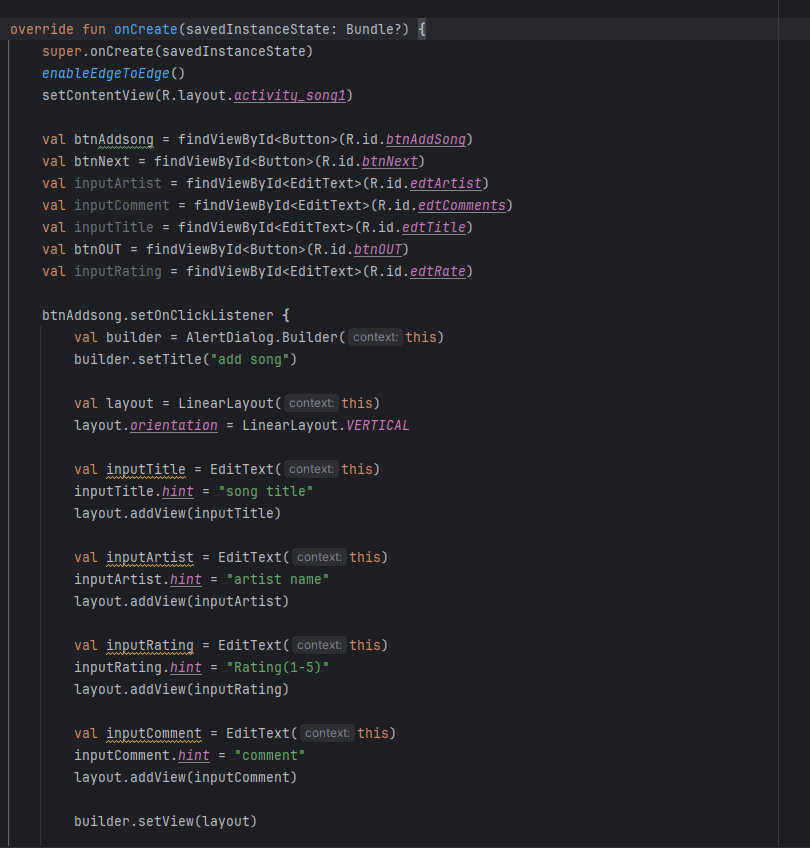 override fun onCreate(savedInstanceState: Bundle?) {
super.onCreate(savedInstanceState)
enableEdgeToEdge()
setContentView(R.layout.activity_song1)
val btnAddsong = findViewById<Button>(R.id.btnAddSong)
val btnNext = findViewById<Button>(R.id.btnNext)
val inputArtist = findViewById<EditText>(R.id.edtArtist)
val inputComment = findViewById<EditText>(R.id.edtComments)
val inputTitle = findViewById<EditText>(R.id.edtTitle)
val btnOUT = findViewById<Button>(R.id.btnOUT)
val inputRating = findViewById<EditText>(R.id.edtRate)
btnAddsong.setOnClickListener {
val builder = AlertDialog.Builder( context: this)
builder.setTitle("add song")
val layout = LinearLayout( context: this)
layout.orientation = LinearLayout.VERTICAL
val inputTitle = EditText( context: this)
inputTitle.hint = "song title"
layout.addView(inputTitle)
val inputArtist = EditText( context: this)
inputArtist.hint = "artist name"
layout.addView(inputArtist)
val inputRating = EditText( context: this)
inputRating.hint = "Rating(1-5)"
layout.addView(inputRating)
val inputComment = EditText( context: this)
inputComment.hint = "comment"
layout.addView(inputComment)
builder.setView(layout)